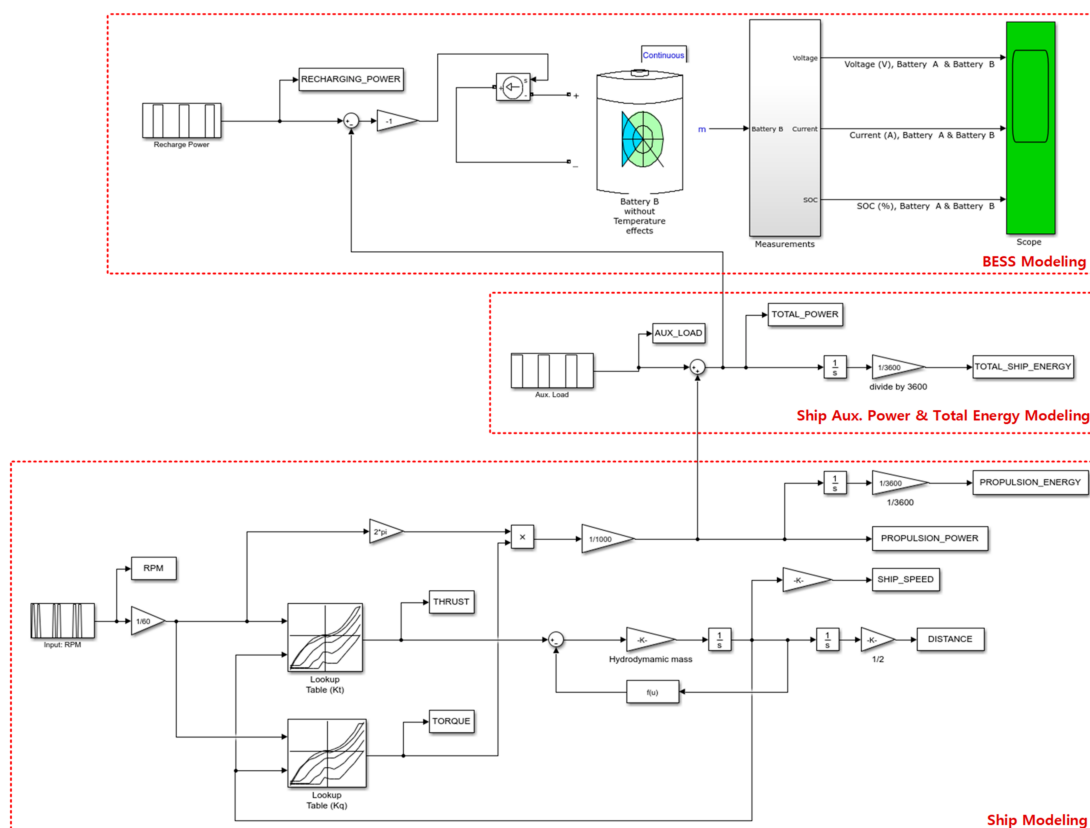 Continuous
RECHARGING_POWER
Recharge Power
+
-
-1
s
+
-
+
–
Battery B
without
Temperature
effects
m
Battery B
Voltage
Current
SOC
Measurements
Voltage (V), Battery A & Battery B
Current (A), Battery A & Battery B
SOC (%), Battery A & Battery B
Scope
BESS Modeling
TOTAL_POWER
AUX_LOAD
Aux. Load
+
+
1
s
1/3600
divide by 3600
TOTAL_SHIP_ENERGY
Ship Aux. Power & Total Energy Modeling
1
s
1/3600
1/3600
PROPULSION_ENERGY
2*pi
×
1/1000
PROPULSION_POWER
RPM
-K-
SHIP_SPEED
THRUST
Input: RPM
1/60
Lookup
Table (Kt)
+
-
-K-
Hydrodymamic mass
1
s
1
s
-K-
1/2
DISTANCE
f(u)
TORQUE
Lookup
Table (Kq)
Ship Modeling